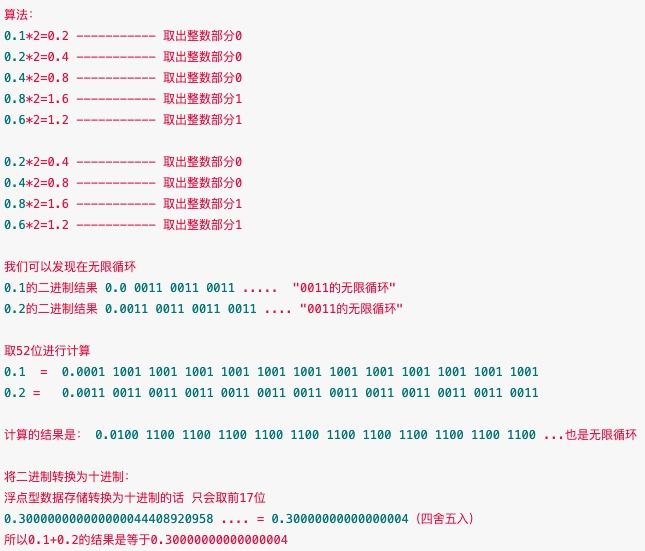 算法：
0.1*2=0.2 ----------- 取出整数部分0
0.2*2=0.4 ----------- 取出整数部分0
0.4*2=0.8 ----------- 取出整数部分0
0.8*2=1.6 ----------- 取出整数部分1
0.6*2=1.2 ----------- 取出整数部分1
0.2*2=0.4 ----------- 取出整数部分0
0.4*2=0.8 ----------- 取出整数部分0
0.8*2=1.6 ----------- 取出整数部分1
0.6*2=1.2 ----------- 取出整数部分1
我们可以发现在无限循环
0.1的二进制结果 0.0 0011 0011 0011 ..... "0011的无限循环"
0.2的二进制结果 0.0011 0011 0011 0011 .... "0011的无限循环"
取52位进行计算
0.1 = 0.0001 1001 1001 1001 1001 1001 1001 1001 1001 1001 1001 1001 1001
0.2 = 0.0011 0011 0011 0011 0011 0011 0011 0011 0011 0011 0011 0011 0011
计算的结果是： 0.0100 1100 1100 1100 1100 1100 1100 1100 1100 1100 1100 1100 ...也是无限循环
将二进制转换为十进制：
浮点型数据存储转换为十进制的话 只会取前17位
0.300000000000000044408920958 .... = 0.30000000000000004（四舍五入）
所以0.1+0.2的结果是等于0.30000000000000004